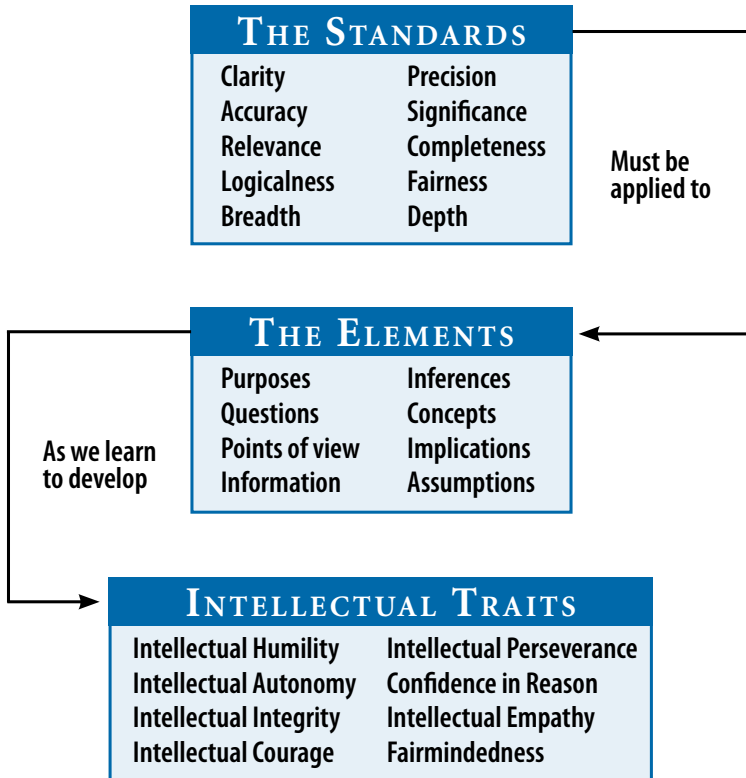 THE STANDARDS
Clarity Precision
Accuracy Significance
Relevance Completeness
Logicalness Fairness
Breadth Depth
Must be
applied to
THE ELEMENTS
Purposes Inferences
Questions Concepts
Points of view Implications
Information Assumptions
As we learn
to develop
INTELLECTUAL TRAITS
Intellectual Humility Intellectual Perseverance
Intellectual Autonomy Confidence in Reason
Intellectual Integrity Intellectual Empathy
Intellectual Courage Fairmindedness